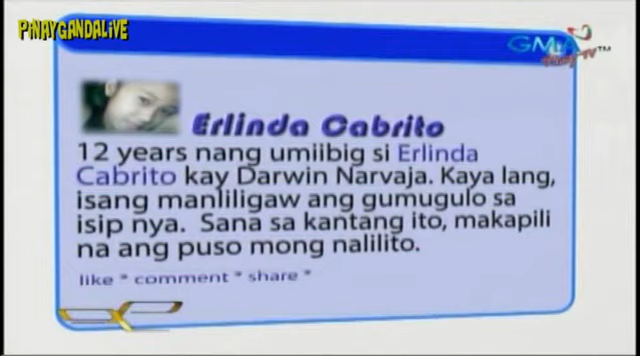 PiNAYGANDALiVE
GMA
Pinoy TV™
Erlinda Cabrito
12 years nang umiibig si Erlinda
Cabrito kay Darwin Narvaja. Kaya lang,
isang manliligaw ang gumugulo sa
isip nya. Sana sa kantang ito, makapili
na ang puso mong nalilito.
like * comment * share *